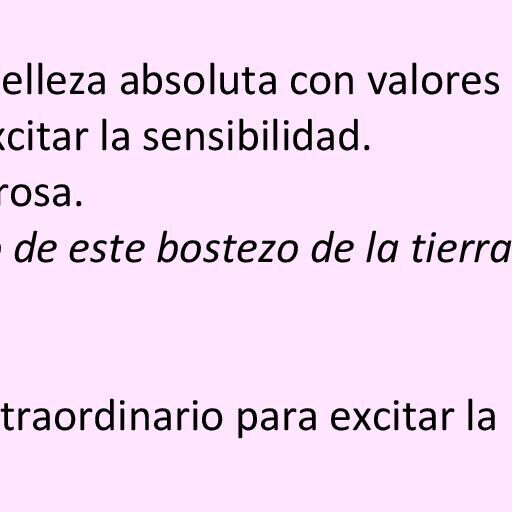 elleza absoluta con valores
xcitar la sensibilidad.
rosa.
de este bostezo de la tierra
traordinario para excitar la